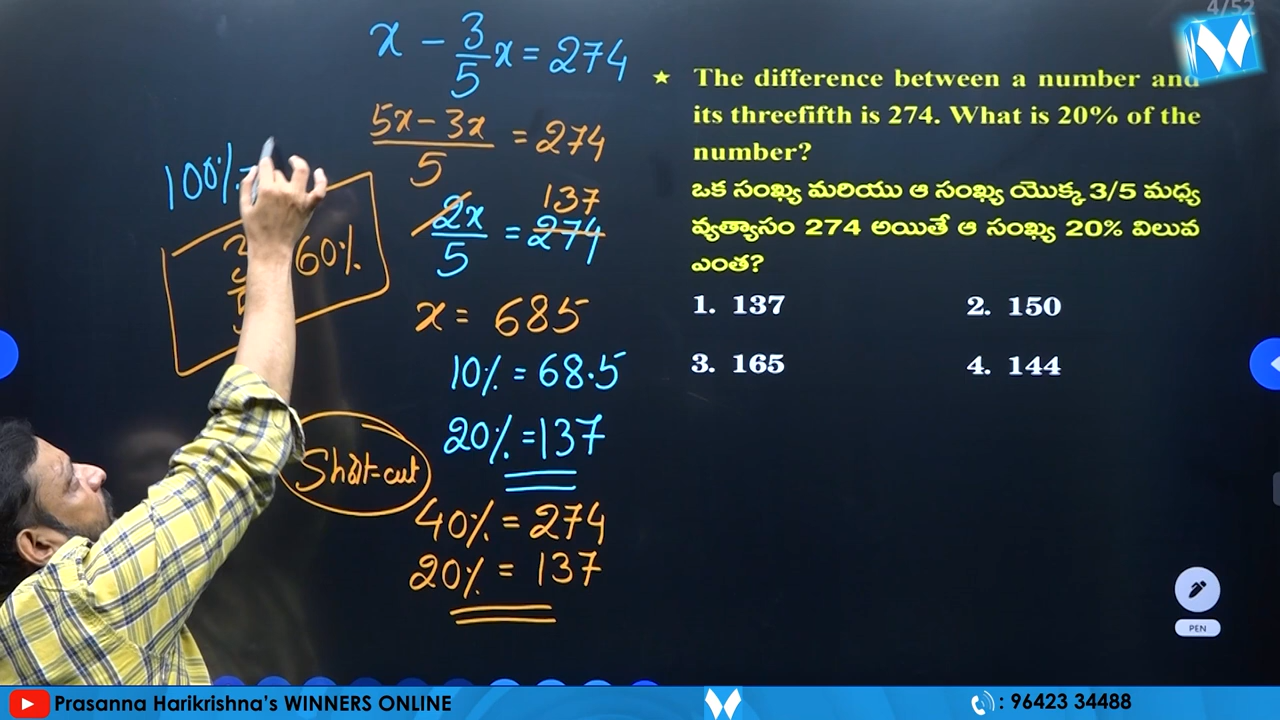 4/52
x - 3/5 x = 274
5x - 3x / 5 = 274
137
2x / 5 = 274
x = 685
10% = 68.5
20% = 137
100% -
60%
Short-cut
40% = 274
20% = 137
★ The difference between a number and
its threefifth is 274. What is 20% of the
number?
ఒక సంఖ్య మరియు ఆ సంఖ్య యొక్క 3/5 మధ్య
వ్యత్యాసం 274 అయితే ఆ సంఖ్య 20% విలువ
ఎంత?
1. 137 2. 150
3. 165 4. 144
PEN
Prasanna Harikrishna's WINNERS ONLINE
: 96423 34488